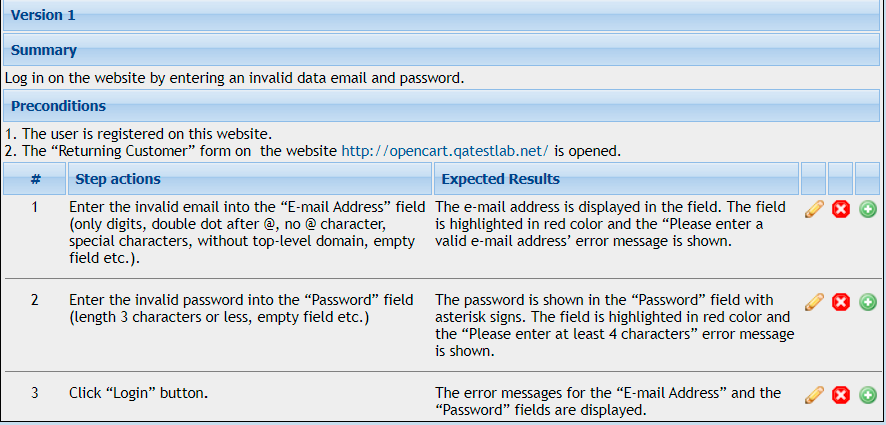 Version 1
Summary
Log in on the website by entering an invalid data email and password.
Preconditions
1. The user is registered on this website.
2. The “Returning Customer” form on the website http://opencart.qatestlab.net/ is opened.
# Step actions Expected Results
1 Enter the invalid email into the “E-mail Address” field
(only digits, double dot after @, no @ character,
special characters, without top-level domain, empty
field etc.).
The e-mail address is displayed in the field. The field
is highlighted in red color and the “Please enter a
valid e-mail address’ error message is shown.
2 Enter the invalid password into the “Password” field
(length 3 characters or less, empty field etc.)
The password is shown in the “Password” field with
asterisk signs. The field is highlighted in red color and
the “Please enter at least 4 characters” error message
is shown.
3 Click “Login” button.
The error messages for the “E-mail Address” and the
“Password” fields are displayed.